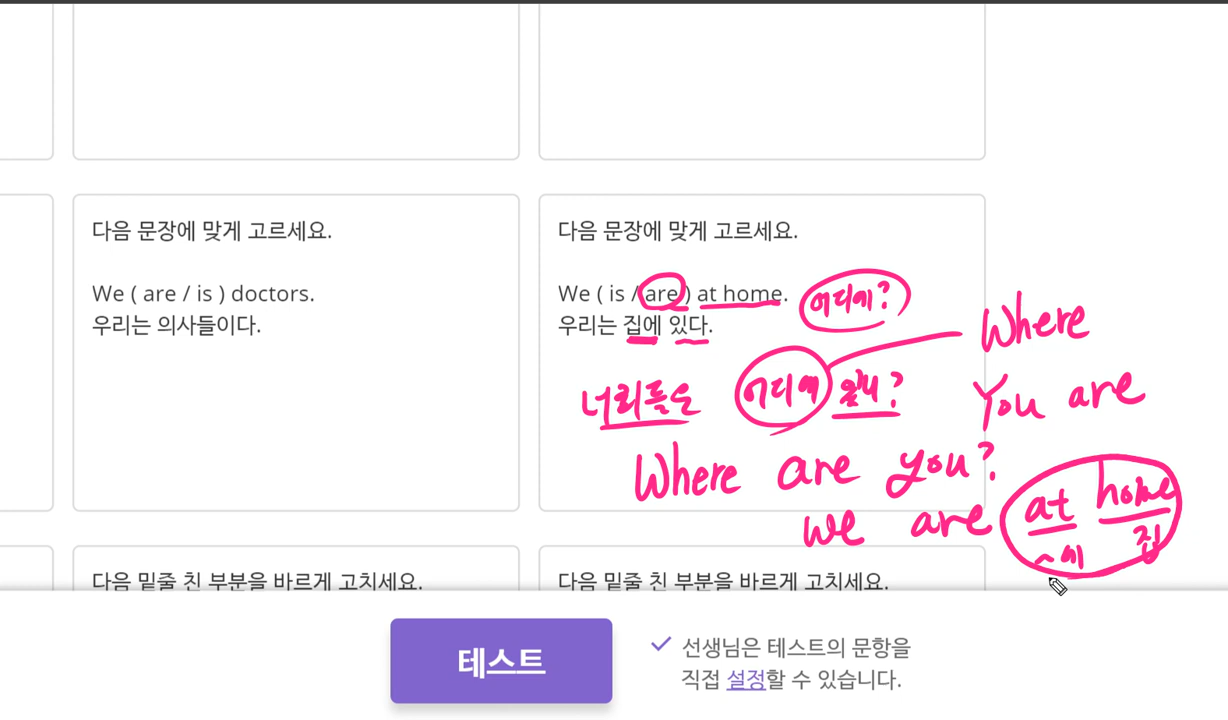 다음 문장에 맞게 고르세요.
We ( are / is ) doctors.
우리는 의사들이다.
다음 문장에 맞게 고르세요.
We ( is / are ) at home.
우리는 집에 있다.
어디에?
Where
너희들은 어디에 있니?
You are
Where are you?
we are at home
~에 집
다음 밑줄 친 부분을 바르게 고치세요.
다음 밑줄 친 부분을 바르게 고치세요.
테스트
선생님은 테스트의 문항을
직접 설정할 수 있습니다.